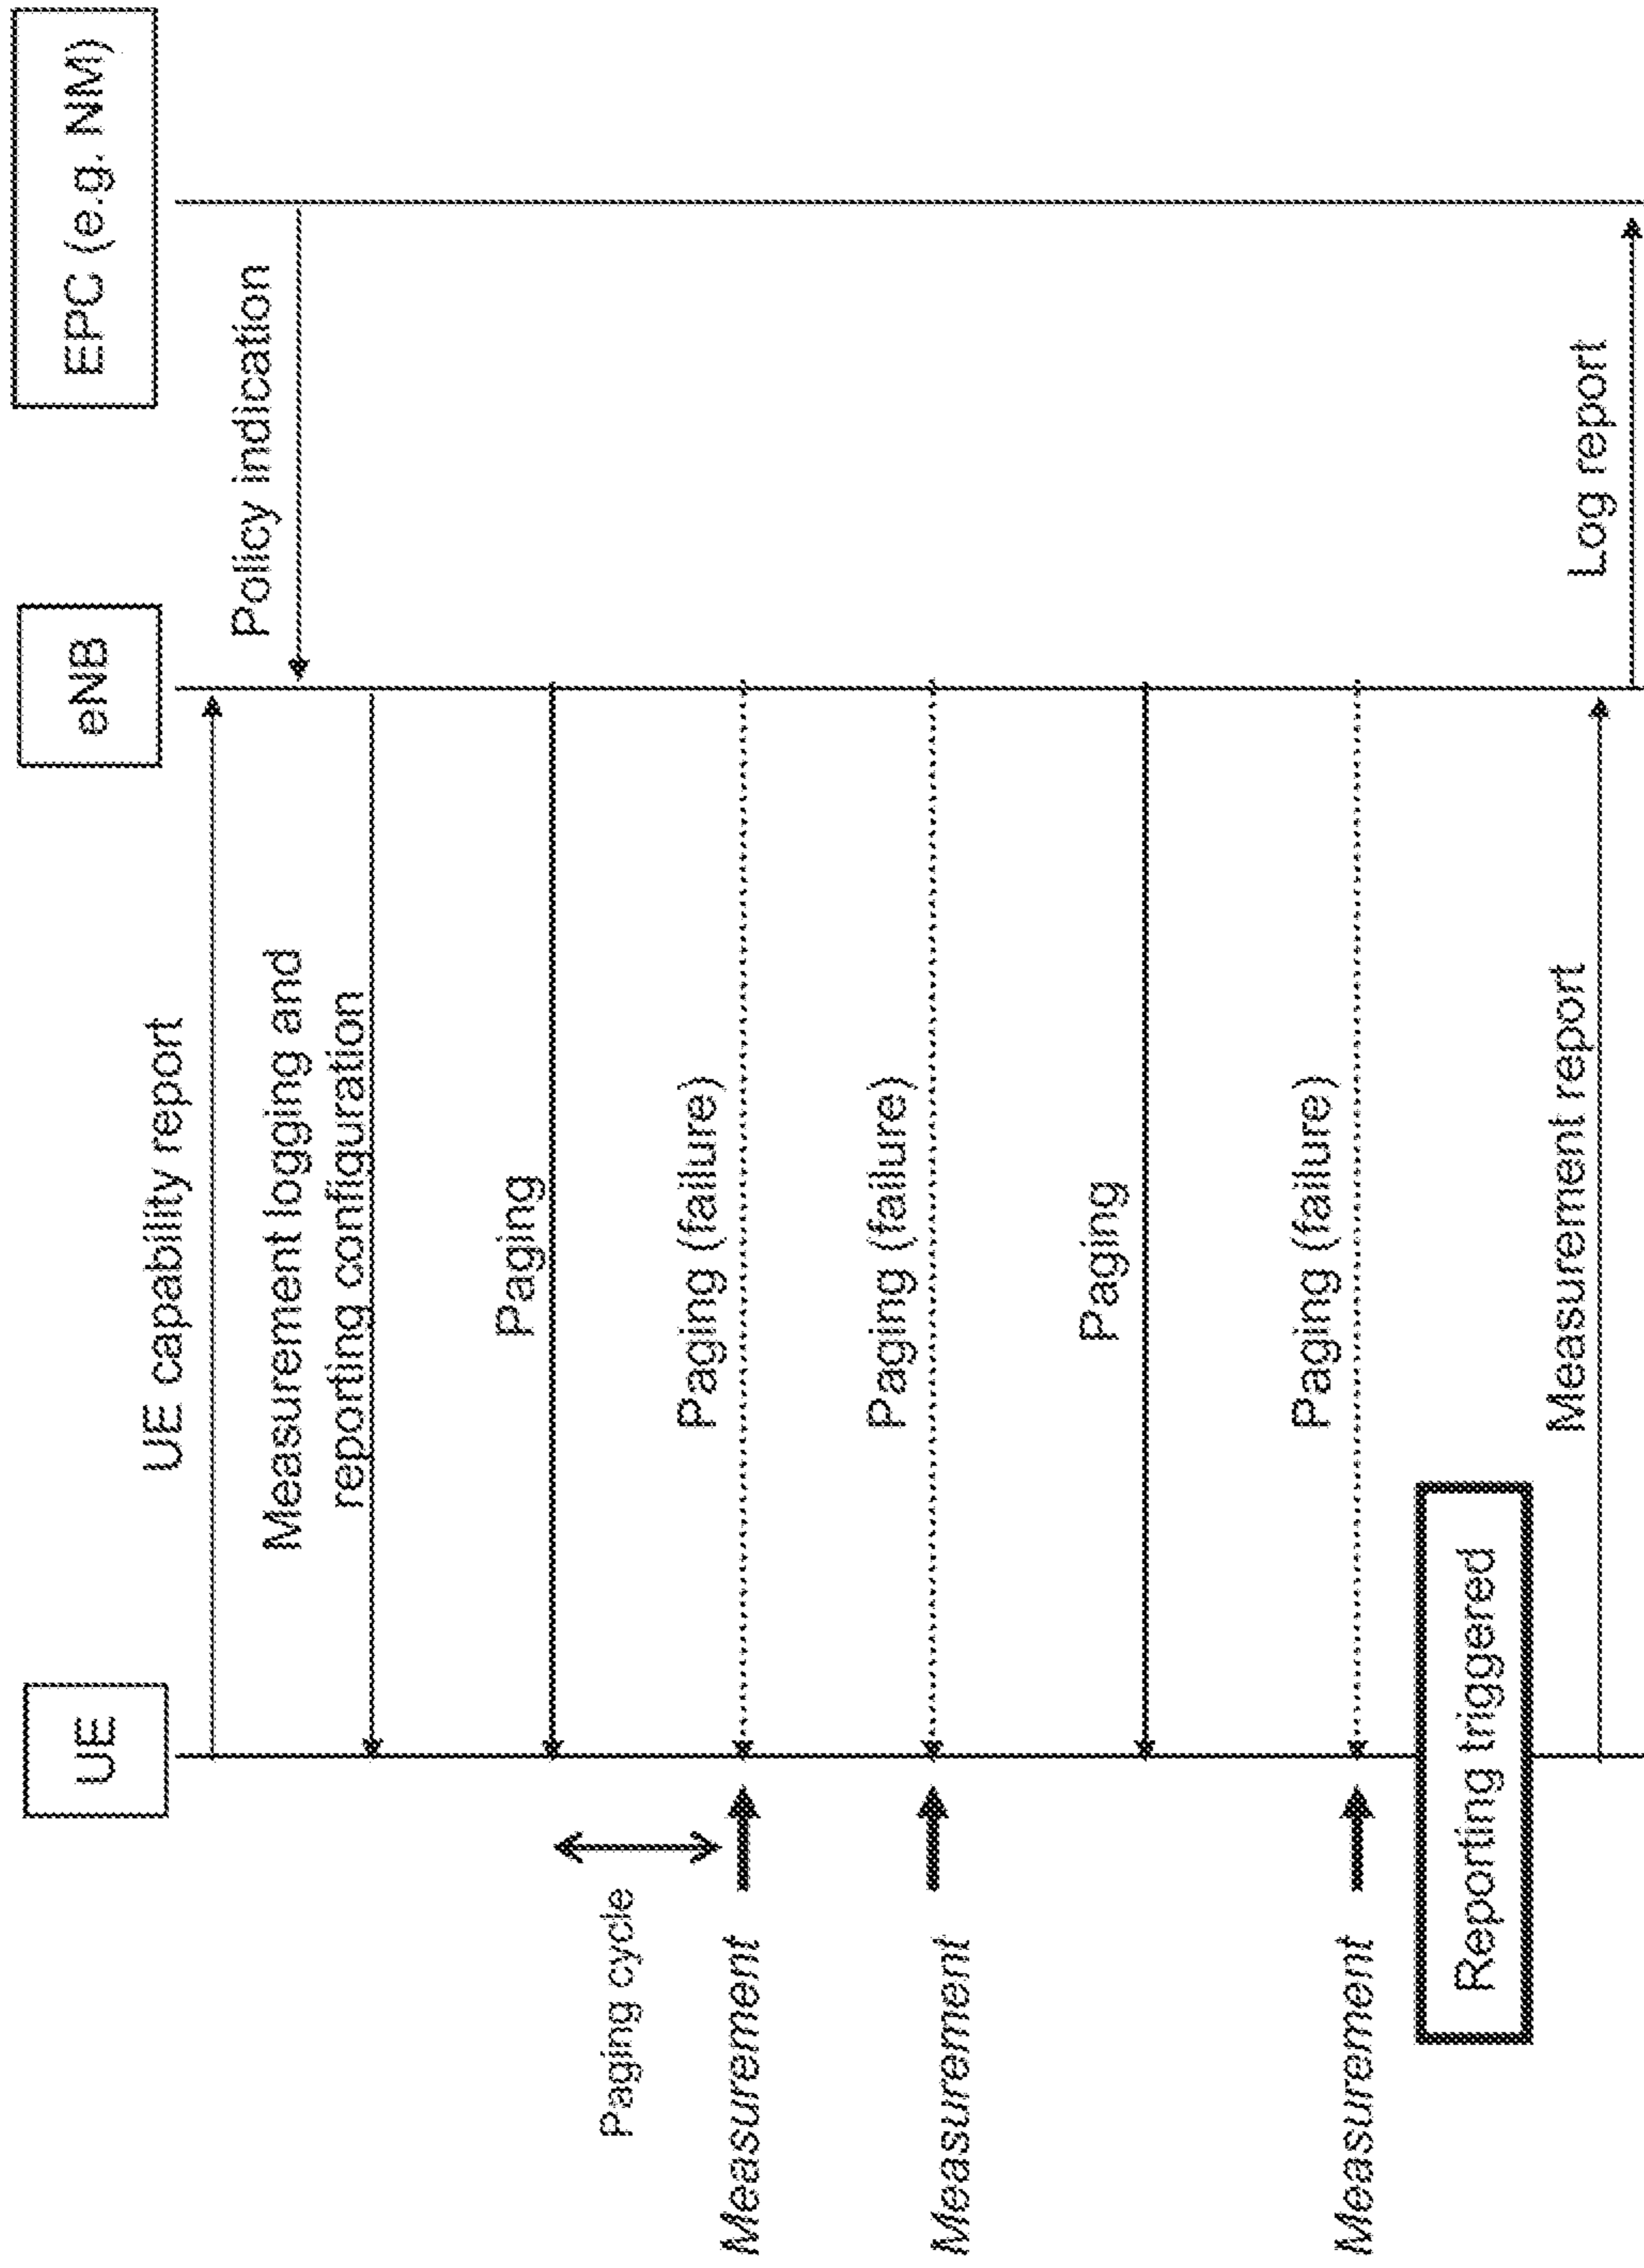 UE
eNB
EPC (e.g. NM)
UE capability report
Policy indication
Measurement logging and
reporting configuration
Paging
Paging cycle
Paging (failure)
Measurement
Paging (failure)
Measurement
Paging
Paging (failure)
Measurement
Reporting triggered
Measurement report
Log report